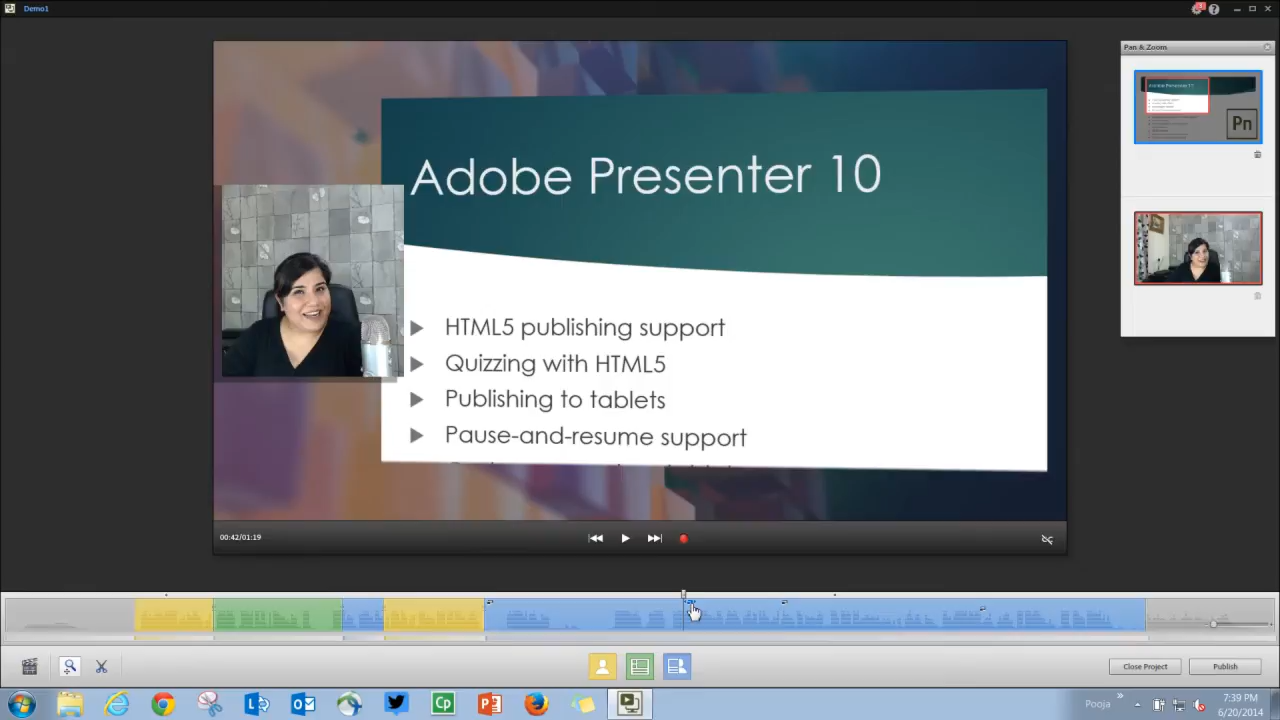 Demo1
Pan & Zoom
Adobe Presenter 10
HTML5 publishing support
Quizzing with HTML5
Publishing to tablets
Pause-and-resume support
Pn
00:42/01:19
Close Project
Publish
Cp
Pooja
7:39 PM
6/20/2014